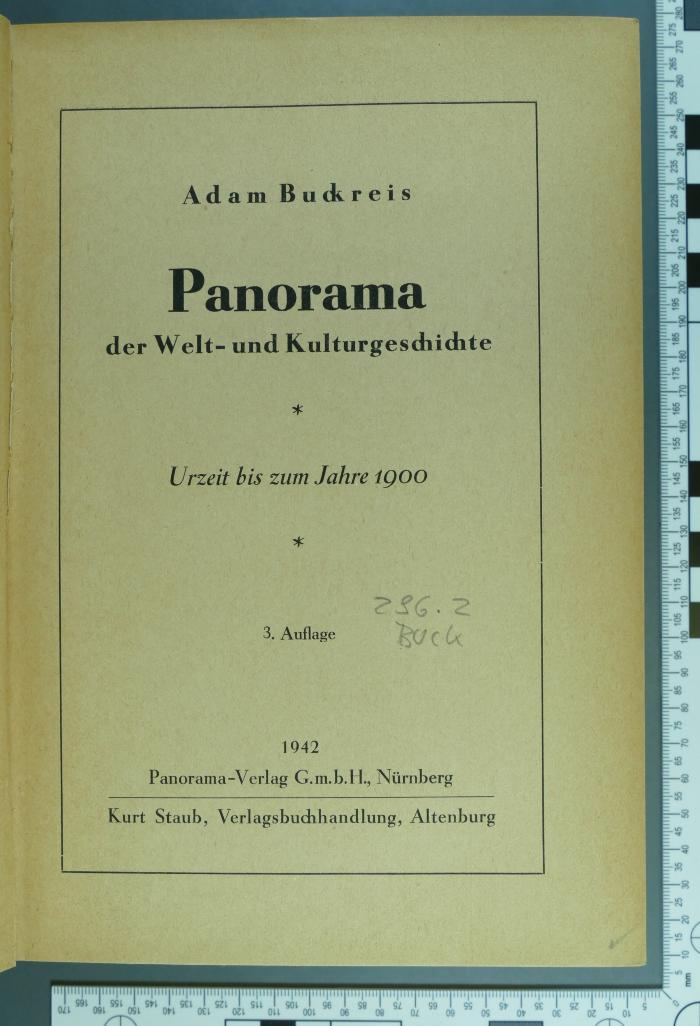 Adam Buckreis
Panorama
der Welt- und Kulturgeschichte
*
Urzeit bis zum Jahre 1900
*
296.2
Buck
3. Auflage
1942
Panorama-Verlag G.m.b.H., Nürnberg
Kurt Staub, Verlagsbuchhandlung, Altenburg